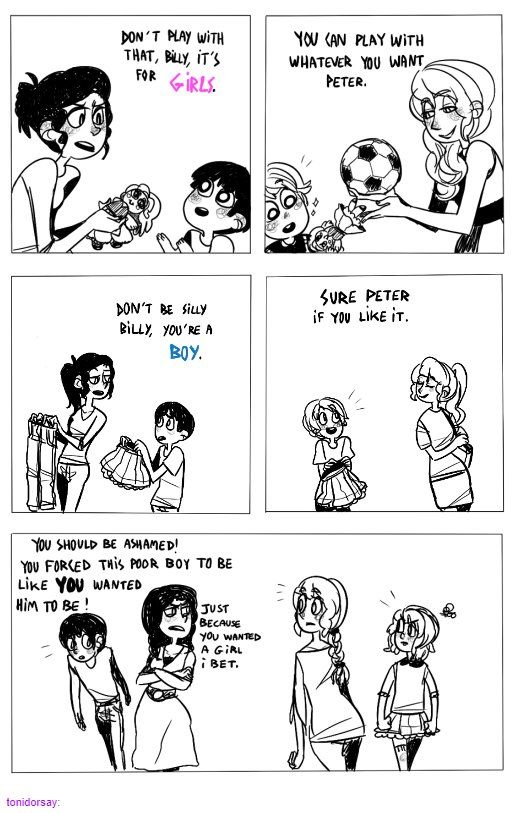 DON'T PLAY WITH
THAT, BILLY, IT'S
FOR GIRLS.
YOU CAN PLAY WITH
WHATEVER YOU WANT
PETER.
DON'T BE SILLY
BILLY, YOU'RE A
BOY.
SURE PETER
iF YOU LIKE iT.
YOU SHOULD BE ASHAMED!
YOU FORCED THIS POOR BOY TO BE
LIKE YOU WANTED
HIM TO BE!
JUST
BECAUSE
YOU WANTED
A GIRL
i BET.
tonidorsay: